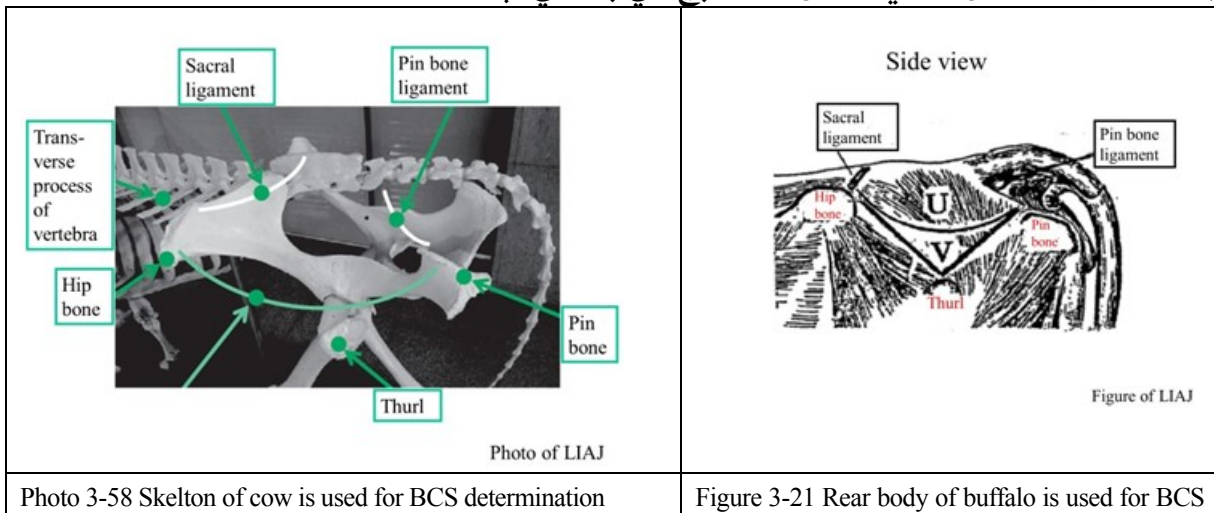 Sacral
ligament
Pin bone
ligament
Trans-
verse
process
of
vertebra
Hip
bone
Pin
bone
Thurl
Photo of LIAJ
Photo 3-58 Skelton of cow is used for BCS determination
Side view
Sacral
ligament
Pin bone
ligament
Hip
bone
U
V
Pin
bone
Thurl
Figure of LIAJ
Figure 3-21 Rear body of buffalo is used for BCS